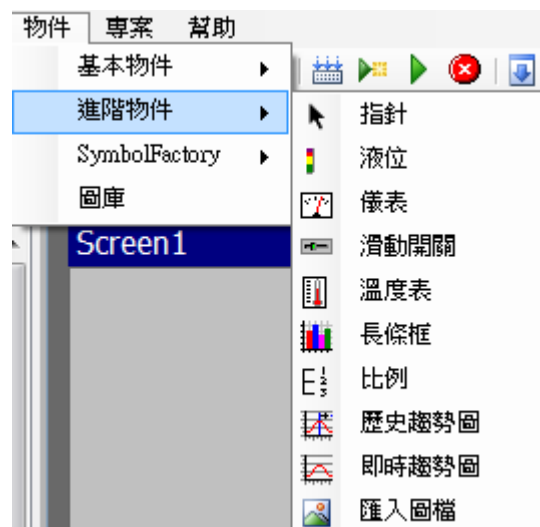 物件 專案 幫助
基本物件
進階物件
SymbolFactory
圖庫
Screen1
指針
液位
儀表
滑動開關
溫度表
長條框
比例
歷史趨勢圖
即時趨勢圖
匯入圖檔